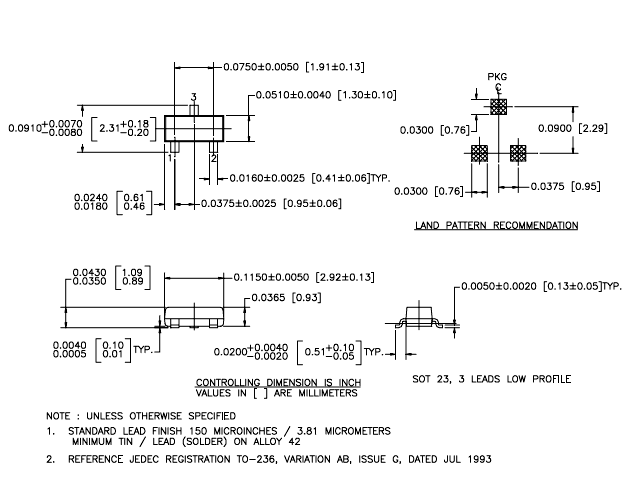 0.0750±0.0050 [1.91±0.13]
PKG
℄
3
0.0510±0.0040 [1.30±0.10]
0.0910+0.0070 -0.0080 [2.31+0.18 -0.20]
0.0300 [0.76]
0.0900 [2.29]
1 2
0.0160±0.0025 [0.41±0.06]TYP.
0.0300 [0.76]
0.0375 [0.95]
0.0240 [0.61
0.0180 0.46]
0.0375±0.0025 [0.95±0.06]
LAND PATTERN RECOMMENDATION
0.0430 [1.09
0.0350 0.89]
0.1150±0.0050 [2.92±0.13]
0.0365 [0.93]
0.0050±0.0020 [0.13±0.05]TYP.
0.0040 [0.10
0.0005 0.01] TYP.
0.0200+0.0040 -0.0020 [0.51+0.10 -0.05] TYP.
CONTROLLING DIMENSION IS INCH
VALUES IN [ ] ARE MILLIMETERS
SOT 23, 3 LEADS LOW PROFILE
NOTE : UNLESS OTHERWISE SPECIFIED
1. STANDARD LEAD FINISH 150 MICROINCHES / 3.81 MICROMETERS
MINIMUM TIN / LEAD (SOLDER) ON ALLOY 42
2. REFERENCE JEDEC REGISTRATION TO-236, VARIATION AB, ISSUE G, DATED JUL 1993